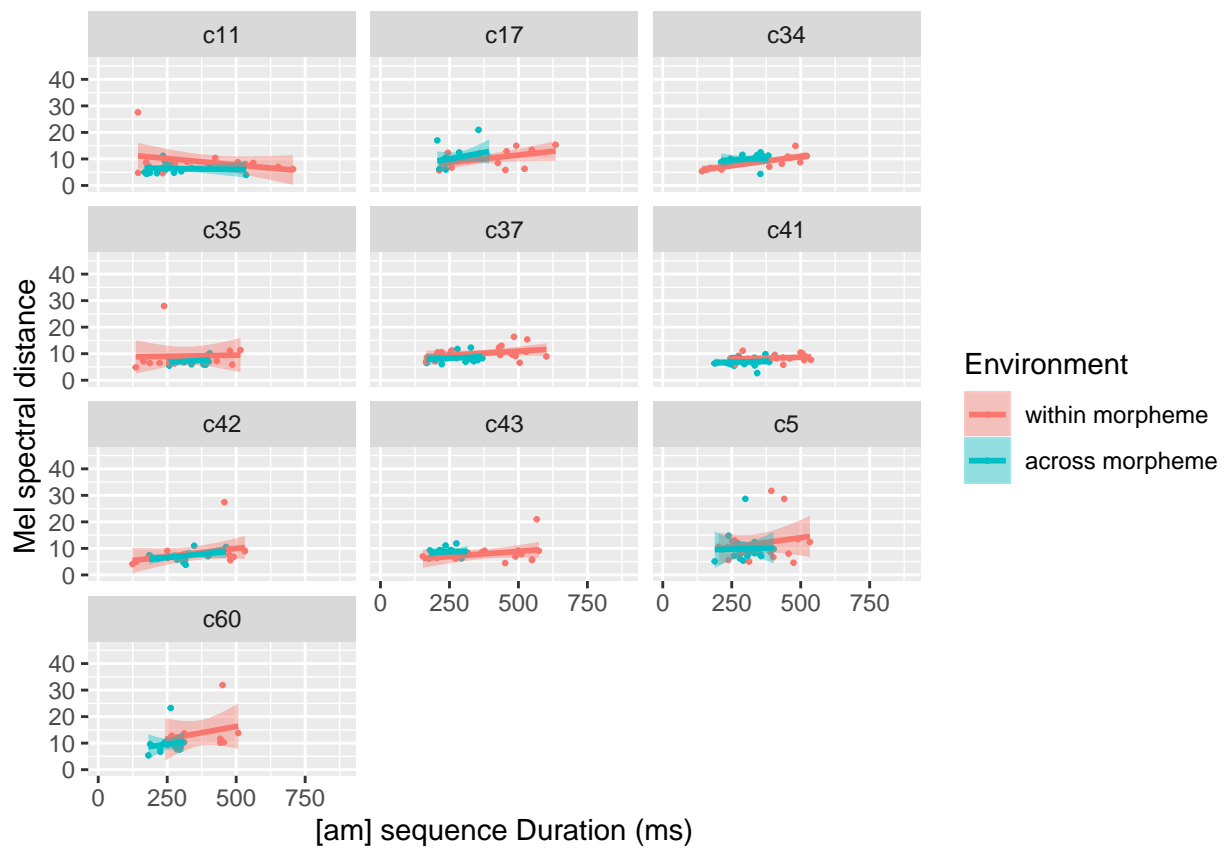 c11 c17 c34
40
30
20
10
0
c35 c37 c41
40
30
20
10
0
c42 c43 c5
40
30
20
10
0
0 250 500 750 0 250 500 750
c60
40
30
20
10
0
0 250 500 750
[am] sequence Duration (ms)
Mel spectral distance
Environment
within morpheme
across morpheme